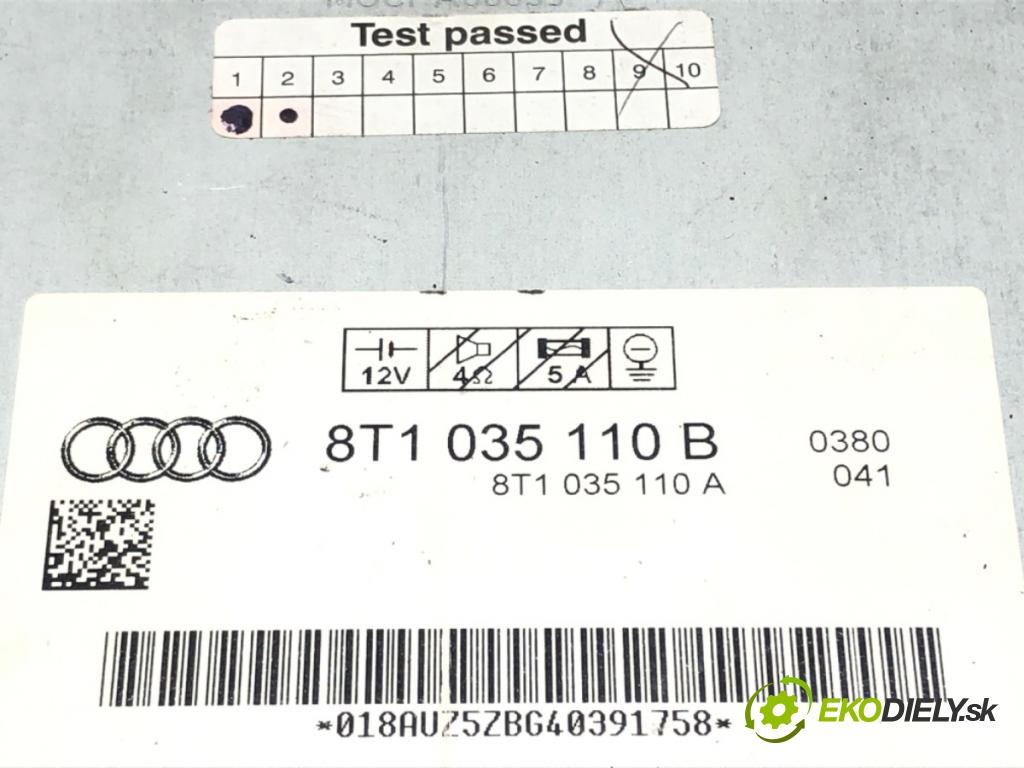 Test passed
1 2 3 4 5 6 7 8 9 10
12V 4Ω 5 A
8T1 035 110 B 0380
8T1 035 110 A 041
*018AUZ5ZBG40391758*
EKODIELY.sk